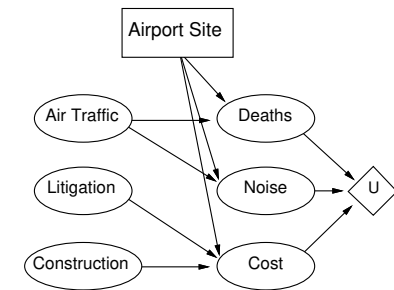 Airport Site
Air Traffic
Deaths
Litigation
Noise
U
Construction
Cost